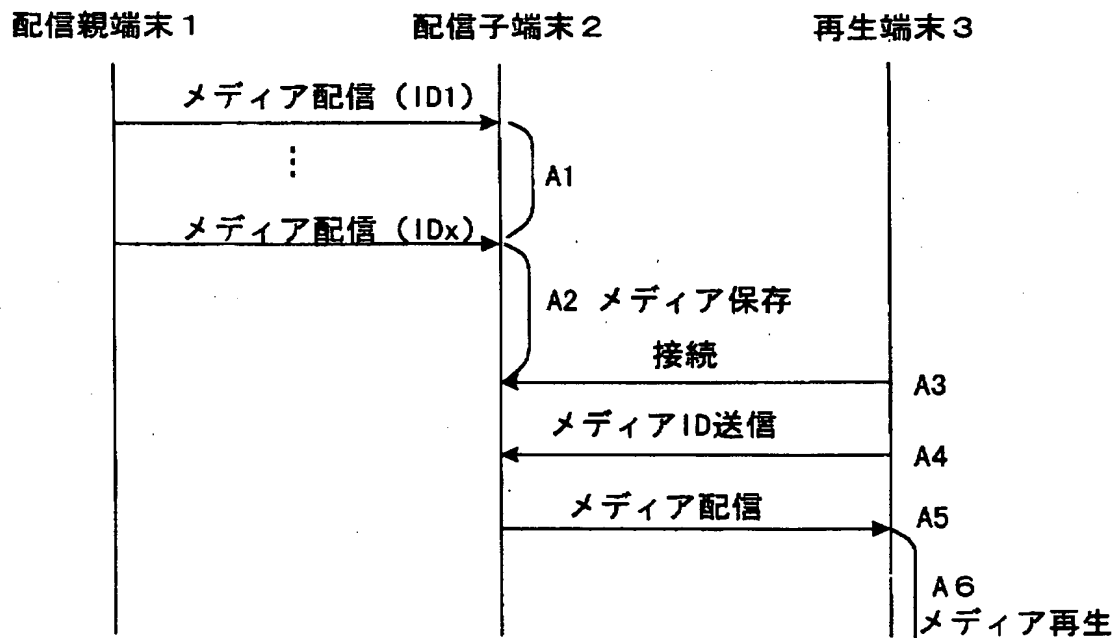 配信親端末1
配信子端末2
再生端末3
メディア配信(ID1)
A1
メディア配信(IDx)
A2 メディア保存
接続
A3
メディアID送信
A4
メディア配信
A5
A6
メディア再生